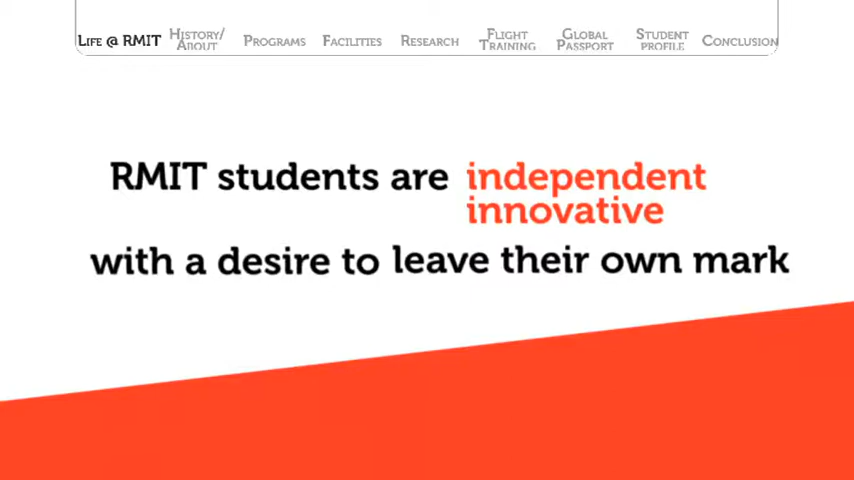 Life @ RMIT
History/
About
Programs
Facilities
Research
Flight
Training
Global
Passport
Student
profile
Conclusion
RMIT students are independent
innovative
with a desire to leave their own mark